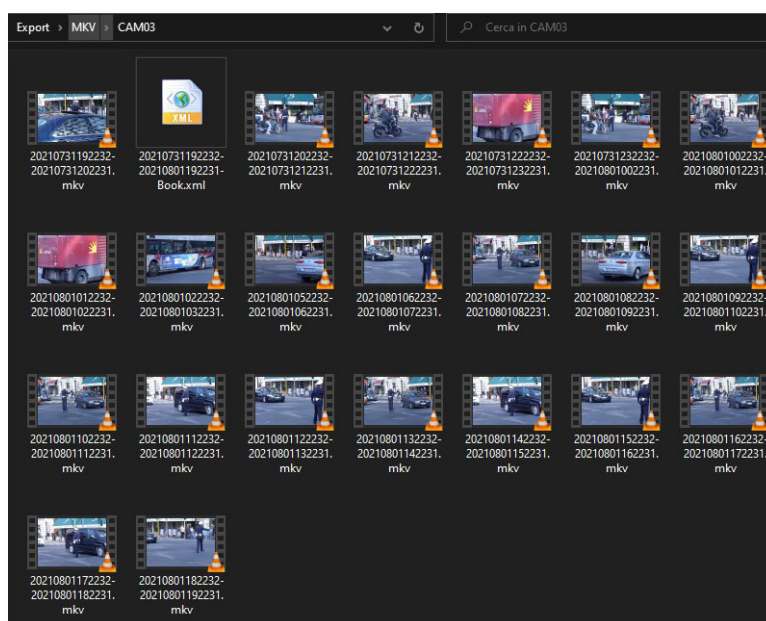 Export > MKV > CAM03
Cerca in CAM03
XML
20210731192232-
20210731202231.
mkv
20210731192232-
20210801192231-
Book.xml
20210731202232-
20210731212231.
mkv
20210731212232-
20210731222231.
mkv
20210731222232-
20210731232231.
mkv
20210731232232-
20210801002231.
mkv
20210801002232-
20210801012231.
mkv
20210801012232-
20210801022231.
mkv
20210801022232-
20210801032231.
mkv
20210801052232-
20210801062231.
mkv
20210801062232-
20210801072231.
mkv
20210801072232-
20210801082231.
mkv
20210801082232-
20210801092231.
mkv
20210801092232-
20210801102231.
mkv
20210801102232-
20210801112231.
mkv
20210801112232-
20210801122231.
mkv
20210801122232-
20210801132231.
mkv
20210801132232-
20210801142231.
mkv
20210801142232-
20210801152231.
mkv
20210801152232-
20210801162231.
mkv
20210801162232-
20210801172231.
mkv
20210801172232-
20210801182231.
mkv
20210801182232-
20210801192231.
mkv